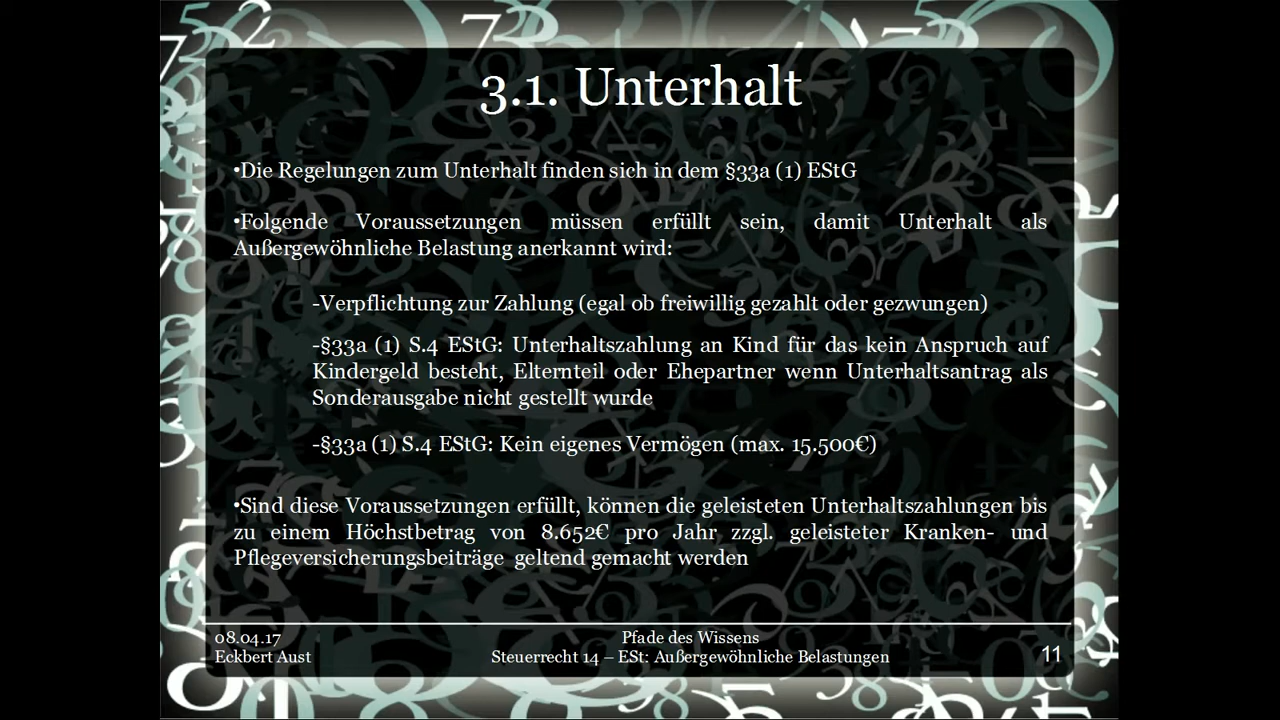 3.1. Unterhalt
•Die Regelungen zum Unterhalt finden sich in dem §33a (1) EStG
•Folgende Voraussetzungen müssen erfüllt sein, damit Unterhalt als
Außergewöhnliche Belastung anerkannt wird:
-Verpflichtung zur Zahlung (egal ob freiwillig gezahlt oder gezwungen)
-§33a (1) S.4 EStG: Unterhaltszahlung an Kind für das kein Anspruch auf
Kindergeld besteht, Elternteil oder Ehepartner wenn Unterhaltsantrag als
Sonderausgabe nicht gestellt wurde
-§33a (1) S.4 EStG: Kein eigenes Vermögen (max. 15.500€)
•Sind diese Voraussetzungen erfüllt, können die geleisteten Unterhaltszahlungen bis
zu einem Höchstbetrag von 8.652€ pro Jahr zzgl. geleisteter Kranken- und
Pflegeversicherungsbeiträge geltend gemacht werden
08.04.17
Eckbert Aust
Pfade des Wissens
Steuerrecht 14 – ESt: Außergewöhnliche Belastungen
11